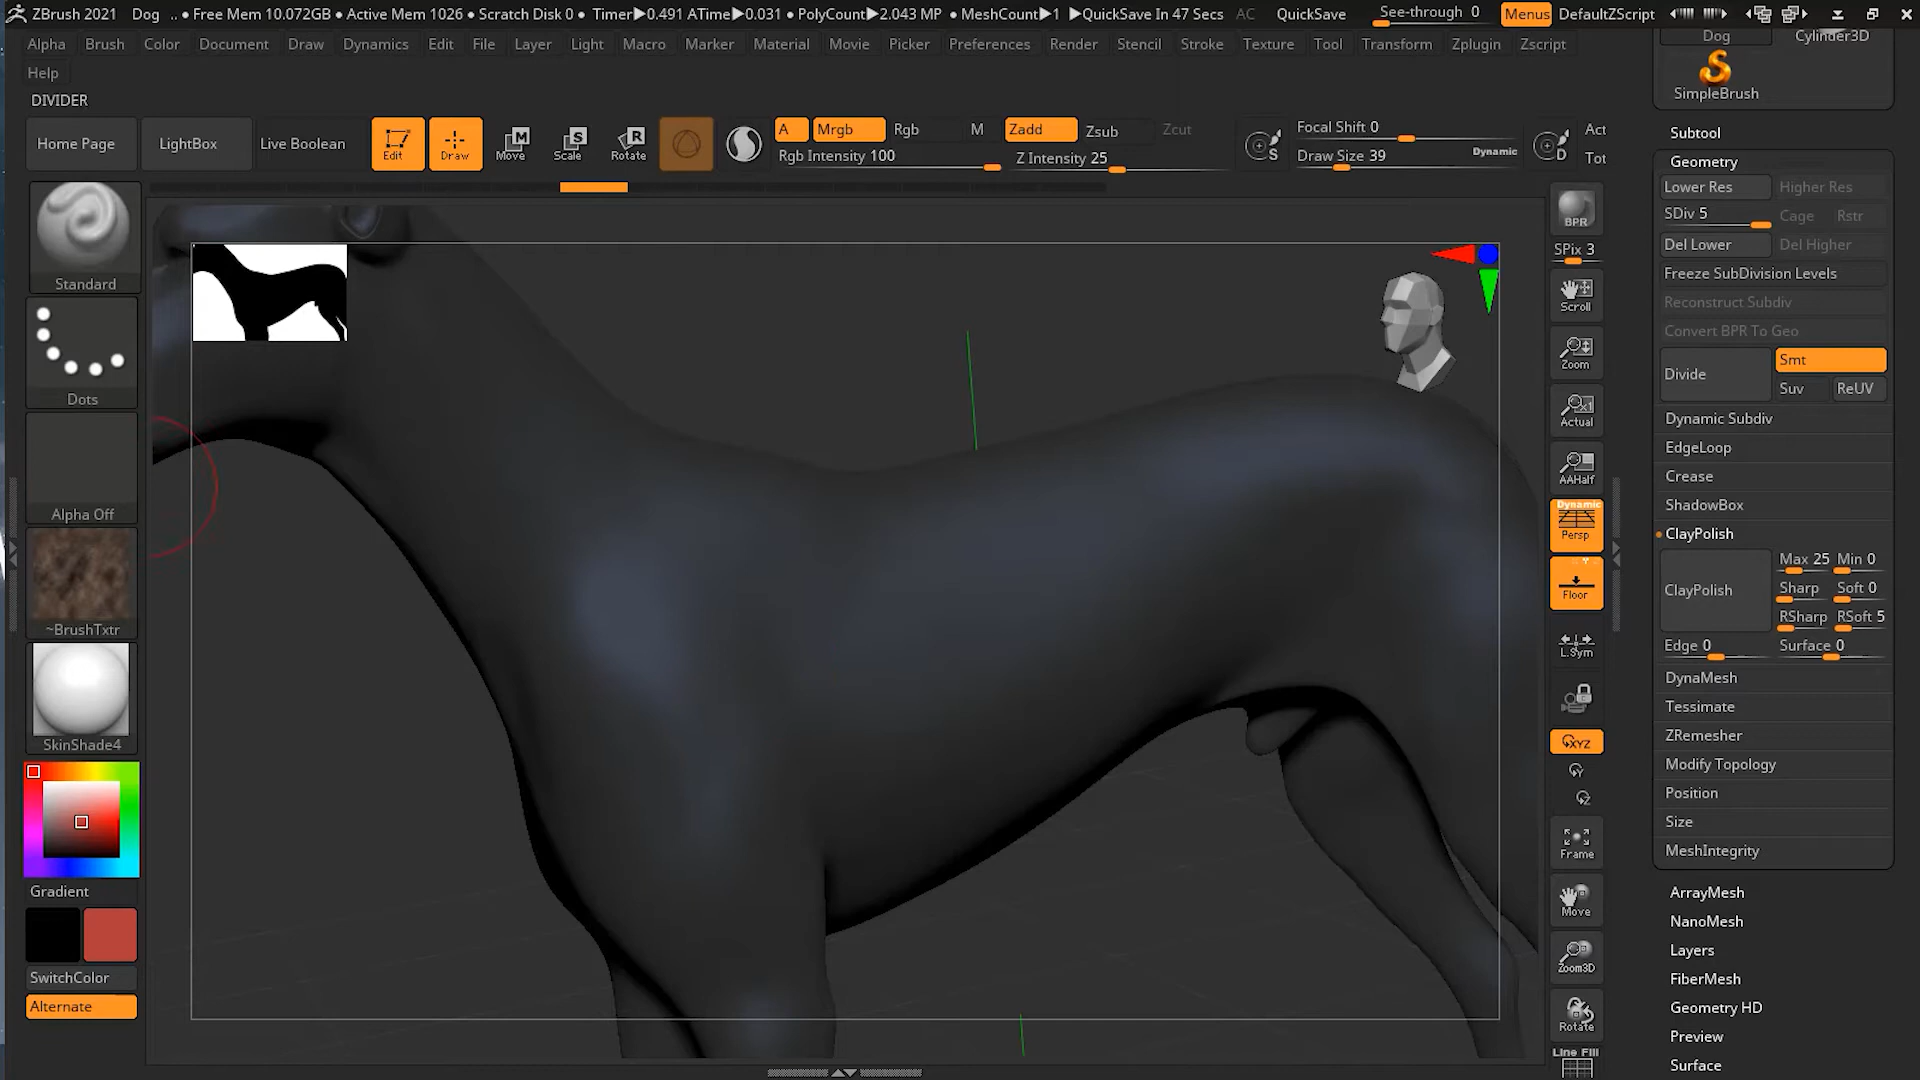 ZBrush 2021 Dog .. • Free Mem 10.072GB • Active Mem 1026 • Scratch Disk 0 • Timer▶0.491 ATime▶0.031 • PolyCount▶2.043 MP • MeshCount▶1 ▶QuickSave In 47 Secs AC QuickSave See-through 0 Menus DefaultZScript
Alpha Brush Color Document Draw Dynamics Edit File Layer Light Macro Marker Material Movie Picker Preferences Render Stencil Stroke Texture Tool Transform Zplugin Zscript
Help
DIVIDER
Home Page LightBox Live Boolean Edit Draw Move Scale Rotate A Mrgb Rgb M Zadd Zsub Zcut Focal Shift 0 Act
Rgb Intensity 100 Z Intensity 25 Draw Size 39 Dynamic Tot
Standard
Dots
Alpha Off
~BrushTxtr
SkinShade4
Gradient
SwitchColor
Alternate
BPR
SPix 3
Scroll
Zoom
Actual
AAHalf
Dynamic
Persp
Floor
L.Sym
XYZ
Y
Z
Frame
Move
Zoom3D
Rotate
Line Fill
Dog Cylinder3D
SimpleBrush
Subtool
Geometry
Lower Res Higher Res
SDiv 5 Cage Rstr
Del Lower Del Higher
Freeze SubDivision Levels
Reconstruct Subdiv
Convert BPR To Geo
Divide Smt
Suv ReUV
Dynamic Subdiv
EdgeLoop
Crease
ShadowBox
ClayPolish
ClayPolish Max 25 Min 0
Sharp Soft 0
RSharp RSoft 5
Edge 0 Surface 0
DynaMesh
Tessimate
ZRemesher
Modify Topology
Position
Size
MeshIntegrity
ArrayMesh
NanoMesh
Layers
FiberMesh
Geometry HD
Preview
Surface